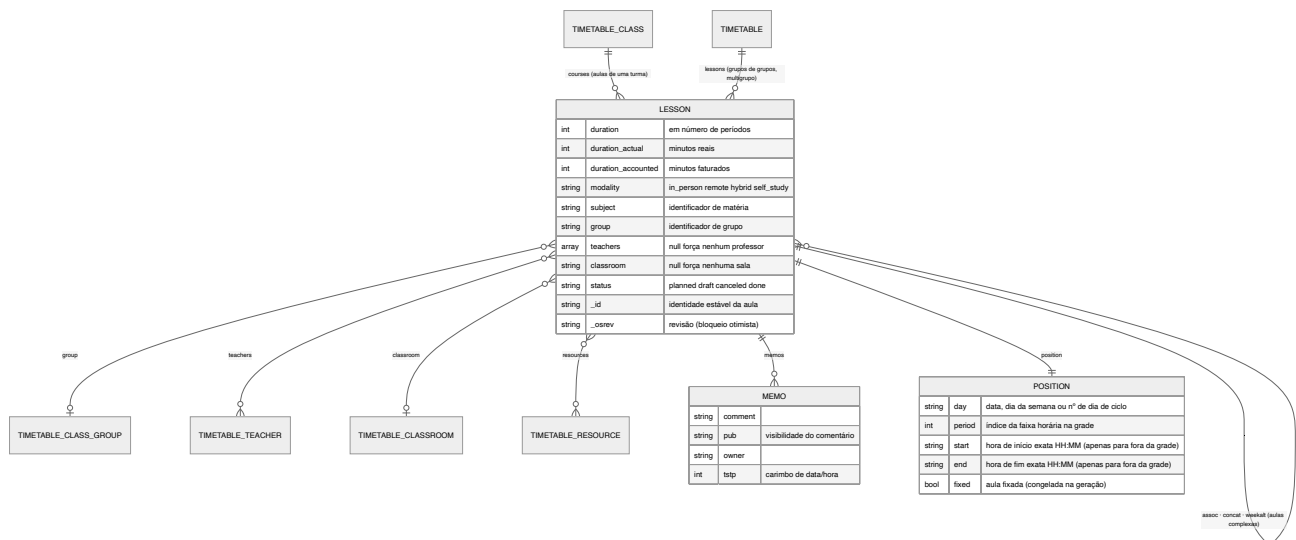 TIMETABLE_CLASS
TIMETABLE
courses (aulas de uma turma)
lessons (grupos de grupos,
multigrupo)
LESSON
int duration em número de períodos
int duration_actual minutos reais
int duration_accounted minutos faturados
string modality in_person remote hybrid self_study
string subject identificador de matéria
string group identificador de grupo
array teachers null força nenhum professor
string classroom null força nenhuma sala
string status planned draft canceled done
string _id identidade estável da aula
string _osrev revisão (bloqueio otimista)
group
teachers
classroom
resources
memos
position
TIMETABLE_CLASS_GROUP
TIMETABLE_TEACHER
TIMETABLE_CLASSROOM
TIMETABLE_RESOURCE
MEMO
string comment
string pub visibilidade do comentário
string owner
int tstp carimbo de data/hora
POSITION
string day data, dia da semana ou nº de dia de ciclo
int period índice da faixa horária na grade
string start hora de início exata HH:MM (apenas para fora da grade)
string end hora de fim exata HH:MM (apenas para fora da grade)
bool fixed aula fixada (congelada na geração)
assoc · concat · weekalt (aulas
complexas)